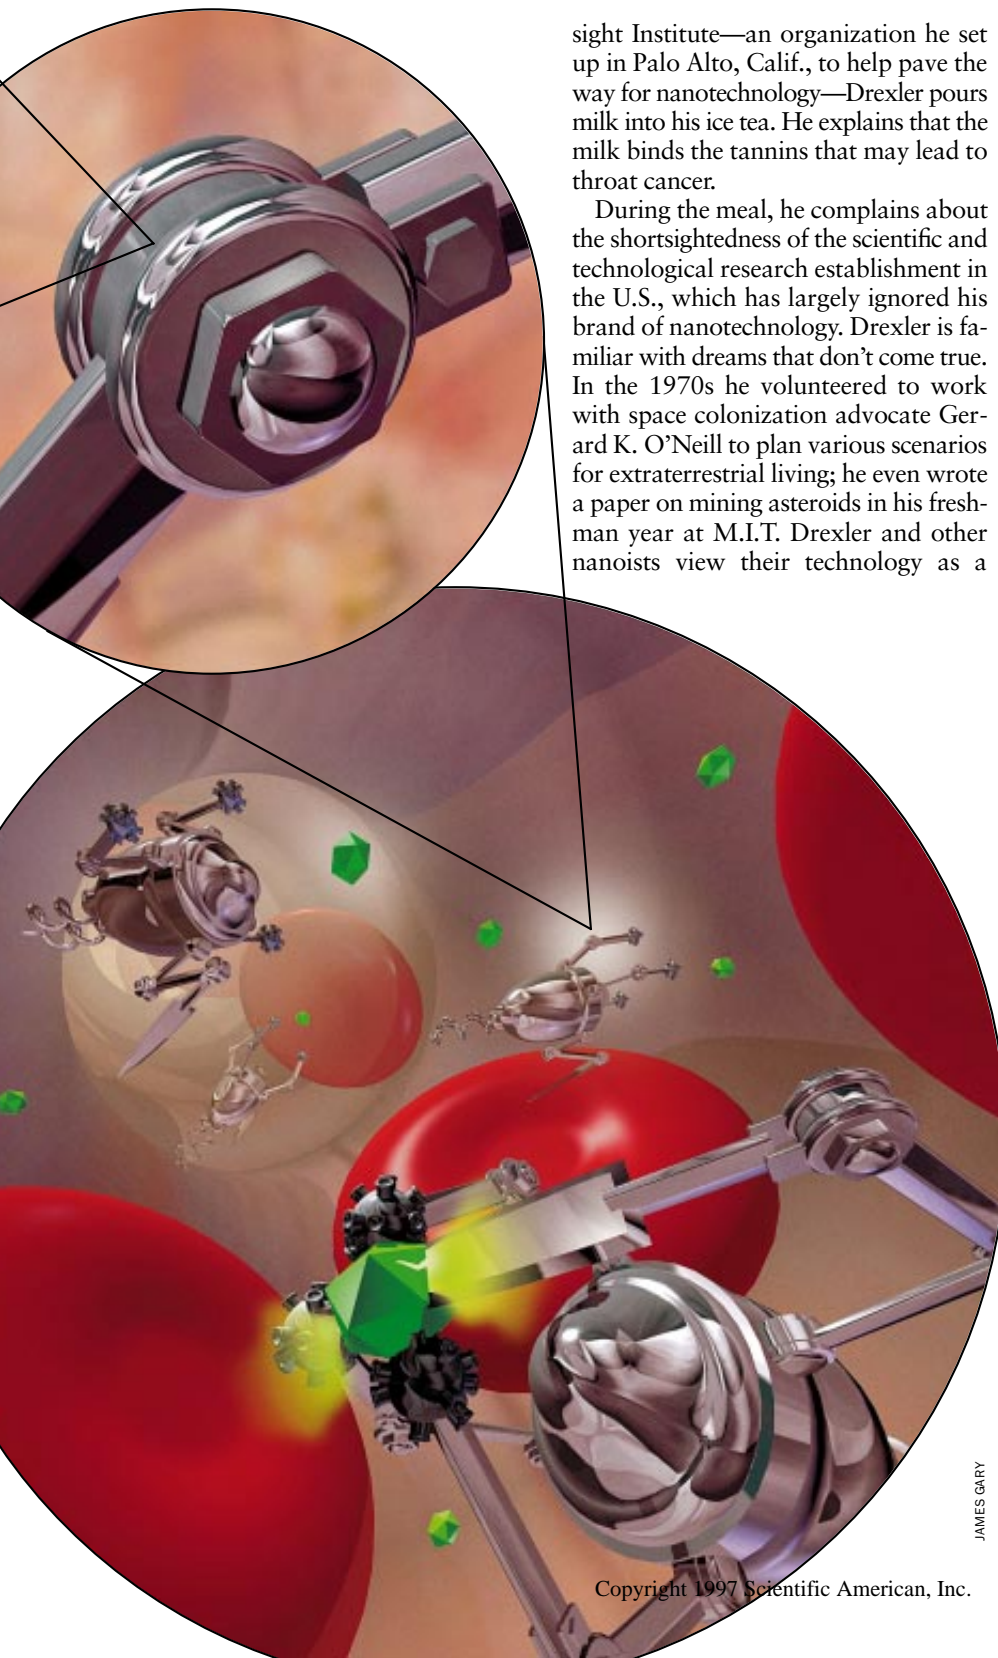 sight Institute—an organization he set
up in Palo Alto, Calif., to help pave the
way for nanotechnology—Drexler pours
milk into his ice tea. He explains that the
milk binds the tannins that may lead to
throat cancer.
During the meal, he complains about
the shortsightedness of the scientific and
technological research establishment in
the U.S., which has largely ignored his
brand of nanotechnology. Drexler is fa-
miliar with dreams that don’t come true.
In the 1970s he volunteered to work
with space colonization advocate Ger-
ard K. O’Neill to plan various scenarios
for extraterrestrial living; he even wrote
a paper on mining asteroids in his fresh-
man year at M.I.T. Drexler and other
nanoists view their technology as a
JAMES GARY
Copyright 1997 Scientific American, Inc.